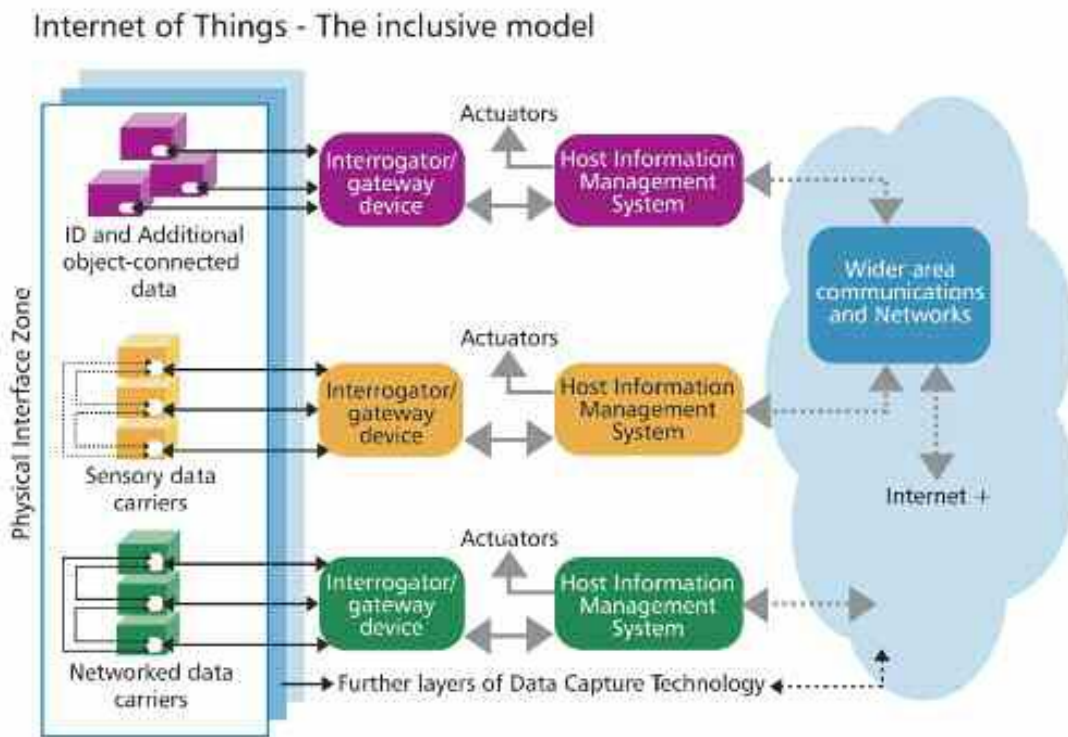 Internet of Things - The inclusive model
Physical Interface Zone
ID and Additional
object-connected
data
Interrogator/
gateway
device
Actuators
Host Information
Management
System
Wider area
communications
and Networks
Sensory data
carriers
Interrogator/
gateway
device
Actuators
Host Information
Management
System
Internet +
Networked data
carriers
Interrogator/
gateway
device
Actuators
Host Information
Management
System
Further layers of Data Capture Technology